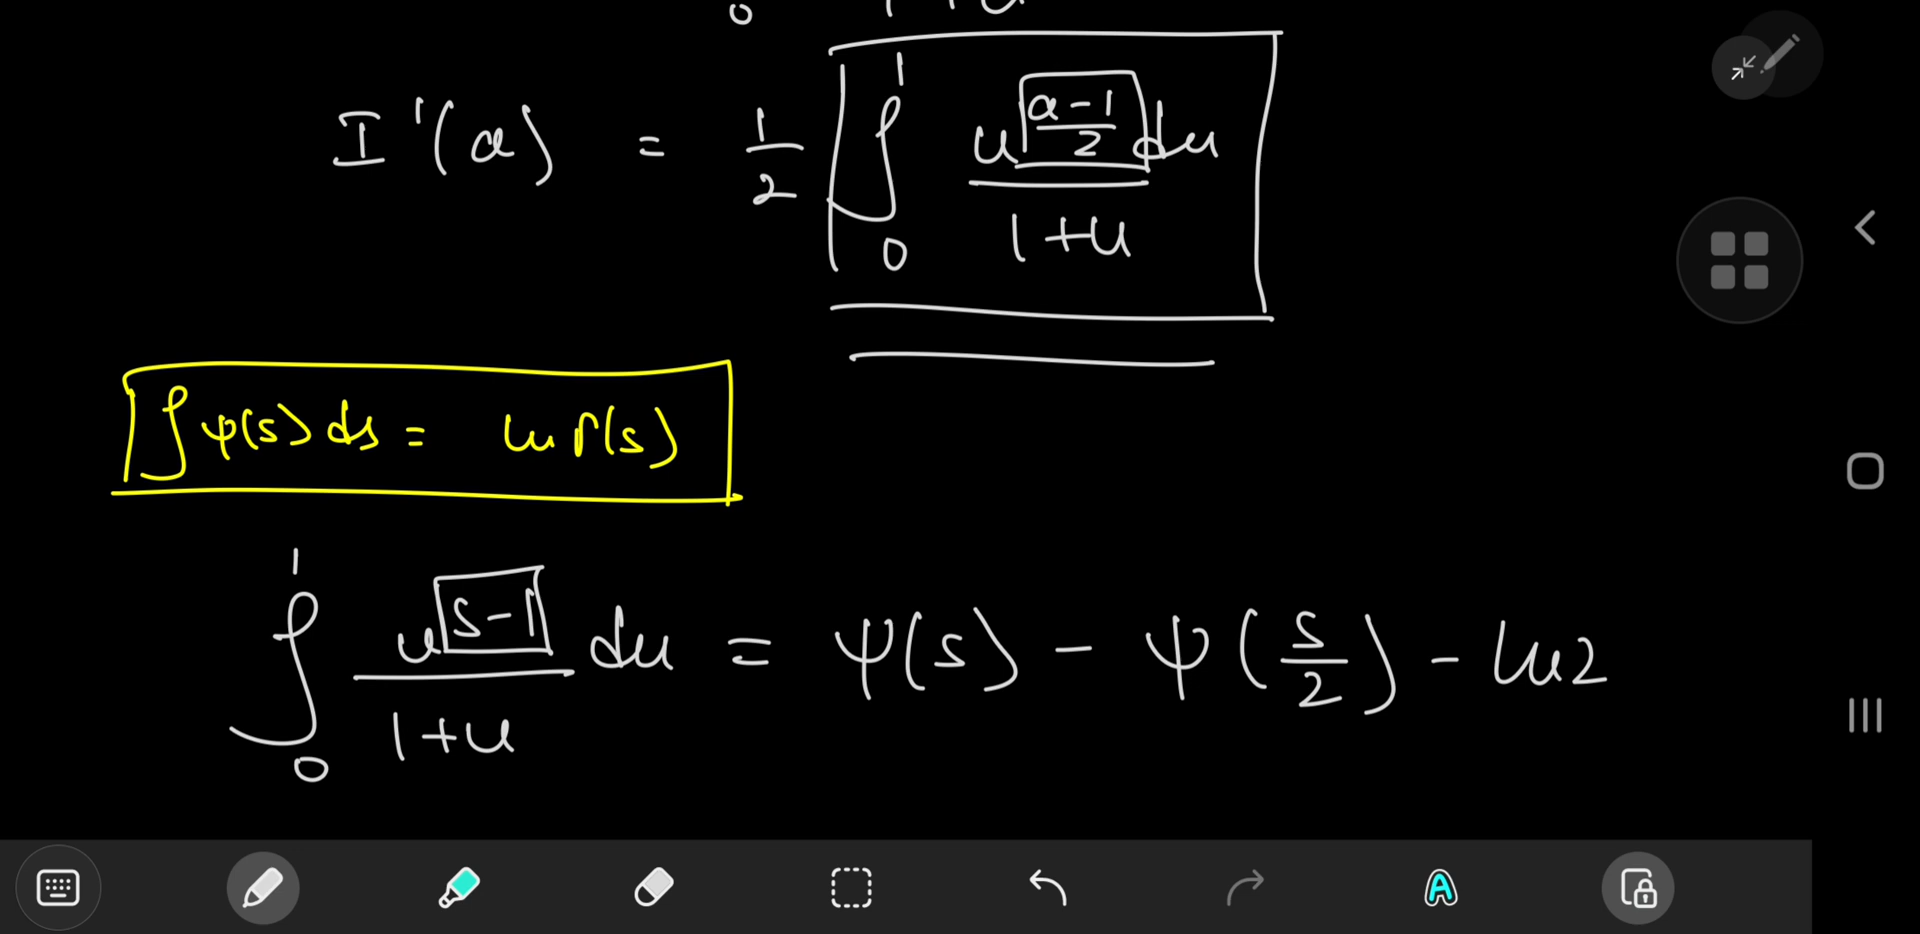 I'(a) = 1/2 ∫₀¹ u^((a-1)/2) du / (1+u)
∫ψ(s)ds = ln Γ(s)
∫₀¹ u^(s-1)/(1+u) du = ψ(s) - ψ(s/2) - ln2
A